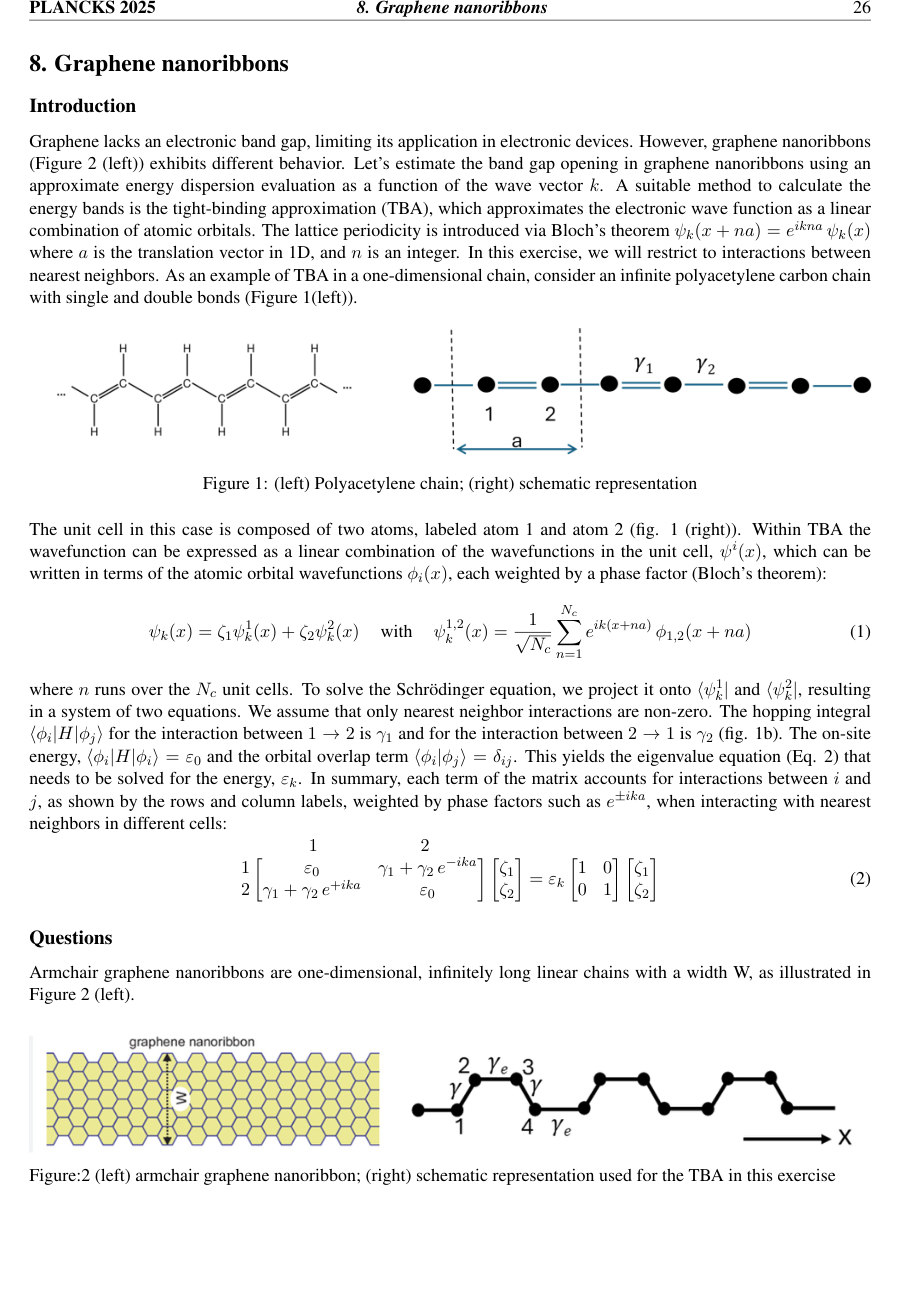 PLANCKS 2025 8. Graphene nanoribbons 26
8. Graphene nanoribbons
Introduction
Graphene lacks an electronic band gap, limiting its application in electronic devices. However, graphene nanoribbons
(Figure 2 (left)) exhibits different behavior. Let's estimate the band gap opening in graphene nanoribbons using an
approximate energy dispersion evaluation as a function of the wave vector k. A suitable method to calculate the
energy bands is the tight-binding approximation (TBA), which approximates the electronic wave function as a linear
combination of atomic orbitals. The lattice periodicity is introduced via Bloch's theorem ψ_k(x + na) = e^{ikna} ψ_k(x)
where a is the translation vector in 1D, and n is an integer. In this exercise, we will restrict to interactions between
nearest neighbors. As an example of TBA in a one-dimensional chain, consider an infinite polyacetylene carbon chain
with single and double bonds (Figure 1(left)).
H H H H
... C C C C C C C C ...
H H H H
γ₁ γ₂
1 2
a
Figure 1: (left) Polyacetylene chain; (right) schematic representation
The unit cell in this case is composed of two atoms, labeled atom 1 and atom 2 (fig. 1 (right)). Within TBA the
wavefunction can be expressed as a linear combination of the wavefunctions in the unit cell, ψ^i(x), which can be
written in terms of the atomic orbital wavefunctions φ_i(x), each weighted by a phase factor (Bloch's theorem):
ψ_k(x) = ζ₁ψ_k^1(x) + ζ₂ψ_k^2(x) with ψ_k^{1,2}(x) = 1/√N_c ∑_{n=1}^{N_c} e^{ik(x+na)} φ_{1,2}(x + na) (1)
where n runs over the N_c unit cells. To solve the Schrödinger equation, we project it onto ⟨ψ_k^1| and ⟨ψ_k^2|, resulting
in a system of two equations. We assume that only nearest neighbor interactions are non-zero. The hopping integral
⟨φ_i|H|φ_j⟩ for the interaction between 1 → 2 is γ₁ and for the interaction between 2 → 1 is γ₂ (fig. 1b). The on-site
energy, ⟨φ_i|H|φ_i⟩ = ε₀ and the orbital overlap term ⟨φ_i|φ_j⟩ = δ_ij. This yields the eigenvalue equation (Eq. 2) that
needs to be solved for the energy, ε_k. In summary, each term of the matrix accounts for interactions between i and
j, as shown by the rows and column labels, weighted by phase factors such as e^{±ika}, when interacting with nearest
neighbors in different cells:
1 2
1 [ε₀ γ₁ + γ₂ e^{−ika}] [ζ₁] = ε_k [1 0] [ζ₁]
2 [γ₁ + γ₂ e^{+ika} ε₀] [ζ₂] [0 1] [ζ₂] (2)
Questions
Armchair graphene nanoribbons are one-dimensional, infinitely long linear chains with a width W, as illustrated in
Figure 2 (left).
graphene nanoribbon
W
2 γ_e 3
γ γ
1 4 γ_e
X
Figure:2 (left) armchair graphene nanoribbon; (right) schematic representation used for the TBA in this exercise